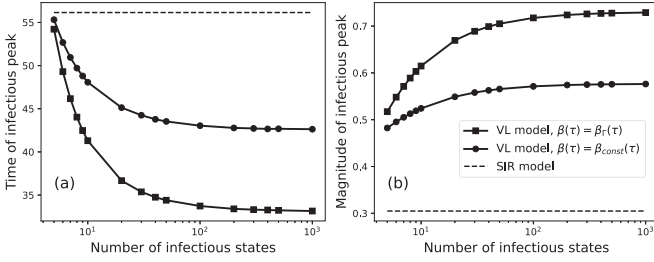 Time of infectious peak
55
50
45
40
35
(a)
10¹
10²
10³
Number of infectious states
Magnitude of infectious peak
0.7
0.6
0.5
0.4
0.3
VL model, β(τ) = βΓ(τ)
VL model, β(τ) = βconst(τ)
SIR model
(b)
10¹
10²
10³
Number of infectious states